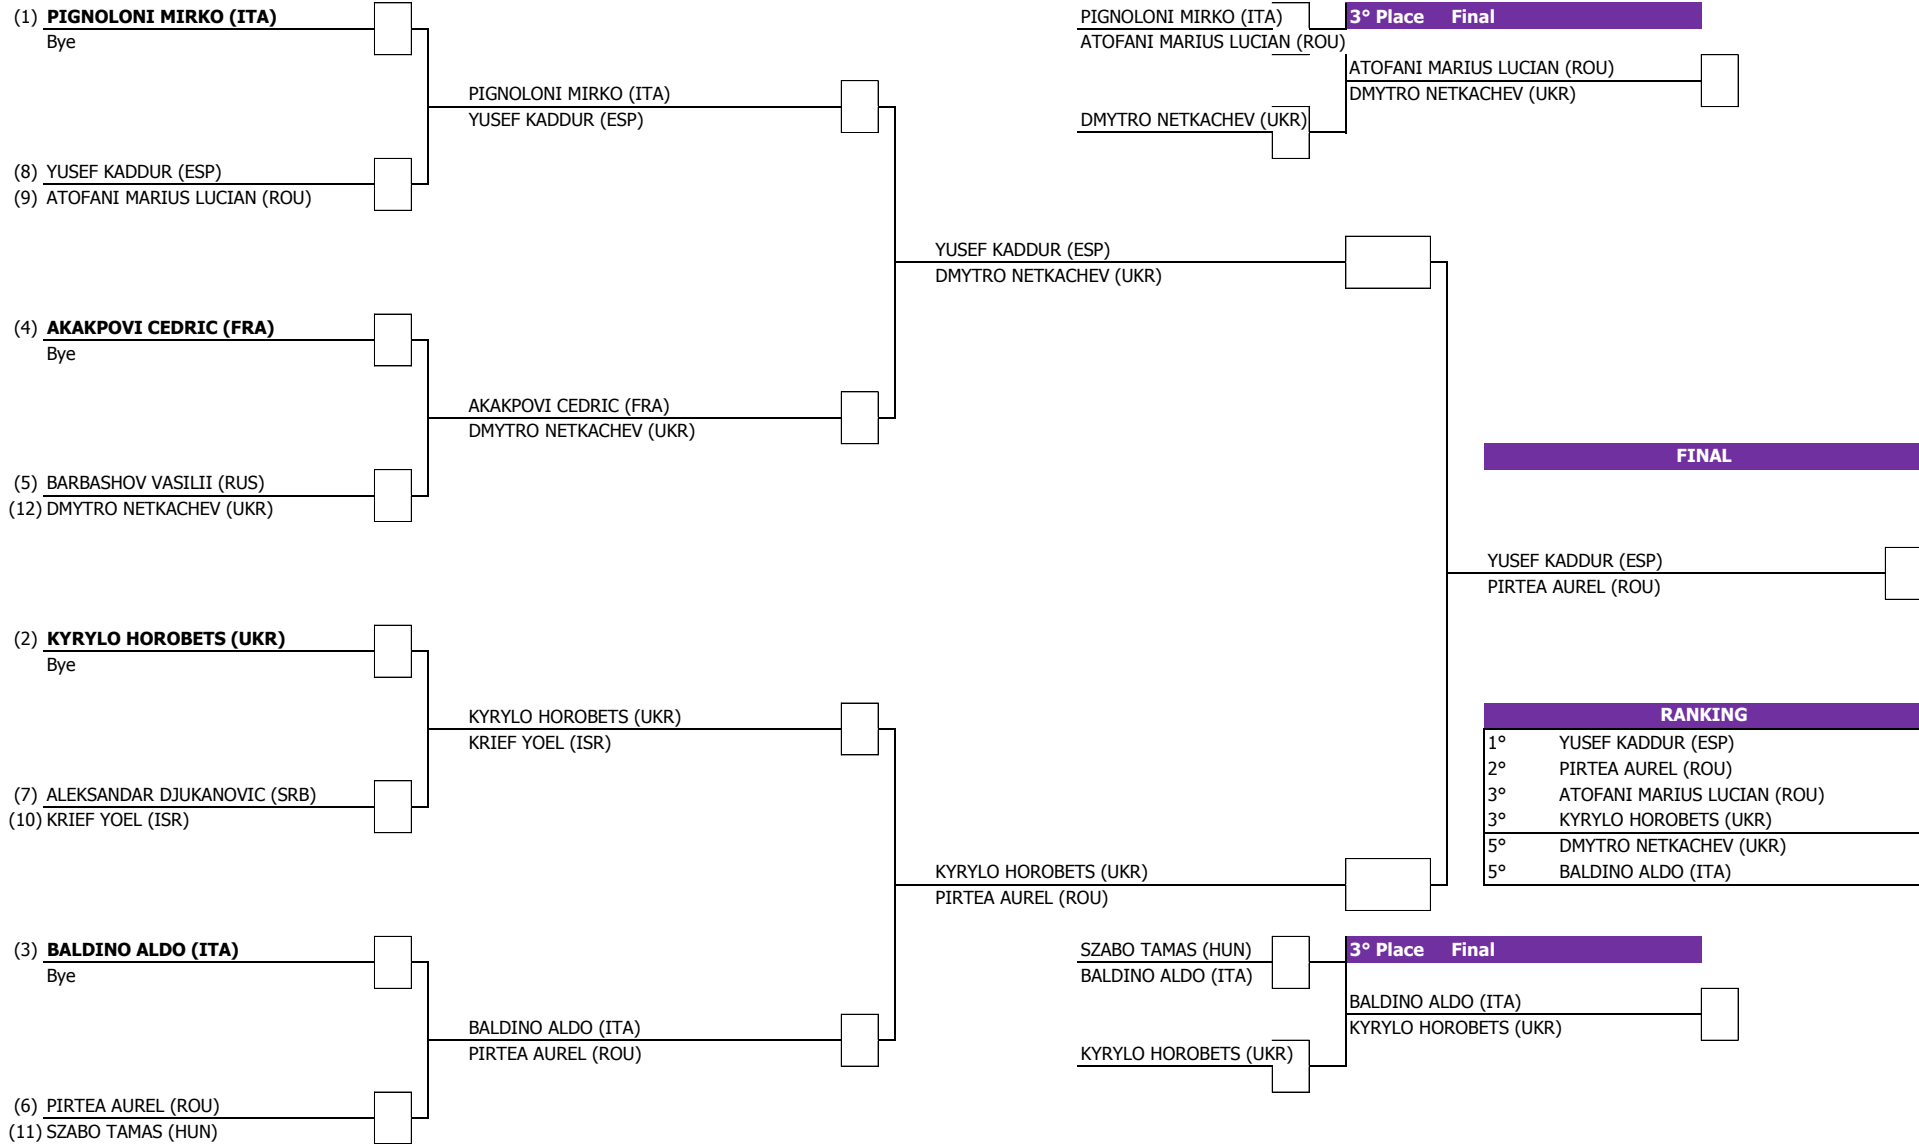 (1) PIGNOLONI MIRKO (ITA)
Bye
(8) YUSEF KADDUR (ESP)
(9) ATOFANI MARIUS LUCIAN (ROU)
(4) AKAKPOVI CEDRIC (FRA)
Bye
(5) BARBASHOV VASILII (RUS)
(12) DMYTRO NETKACHEV (UKR)
(2) KYRYLO HOROBETS (UKR)
Bye
(7) ALEKSANDAR DJUKANOVIC (SRB)
(10) KRIEF YOEL (ISR)
(3) BALDINO ALDO (ITA)
Bye
(6) PIRTEA AUREL (ROU)
(11) SZABO TAMAS (HUN)
PIGNOLONI MIRKO (ITA)
YUSEF KADDUR (ESP)
AKAKPOVI CEDRIC (FRA)
DMYTRO NETKACHEV (UKR)
KYRYLO HOROBETS (UKR)
KRIEF YOEL (ISR)
BALDINO ALDO (ITA)
PIRTEA AUREL (ROU)
YUSEF KADDUR (ESP)
DMYTRO NETKACHEV (UKR)
KYRYLO HOROBETS (UKR)
PIRTEA AUREL (ROU)
PIGNOLONI MIRKO (ITA)
ATOFANI MARIUS LUCIAN (ROU)
DMYTRO NETKACHEV (UKR)
3° Place Final
ATOFANI MARIUS LUCIAN (ROU)
DMYTRO NETKACHEV (UKR)
FINAL
YUSEF KADDUR (ESP)
PIRTEA AUREL (ROU)
RANKING
1° YUSEF KADDUR (ESP)
2° PIRTEA AUREL (ROU)
3° ATOFANI MARIUS LUCIAN (ROU)
3° KYRYLO HOROBETS (UKR)
5° DMYTRO NETKACHEV (UKR)
5° BALDINO ALDO (ITA)
SZABO TAMAS (HUN)
BALDINO ALDO (ITA)
KYRYLO HOROBETS (UKR)
3° Place Final
BALDINO ALDO (ITA)
KYRYLO HOROBETS (UKR)